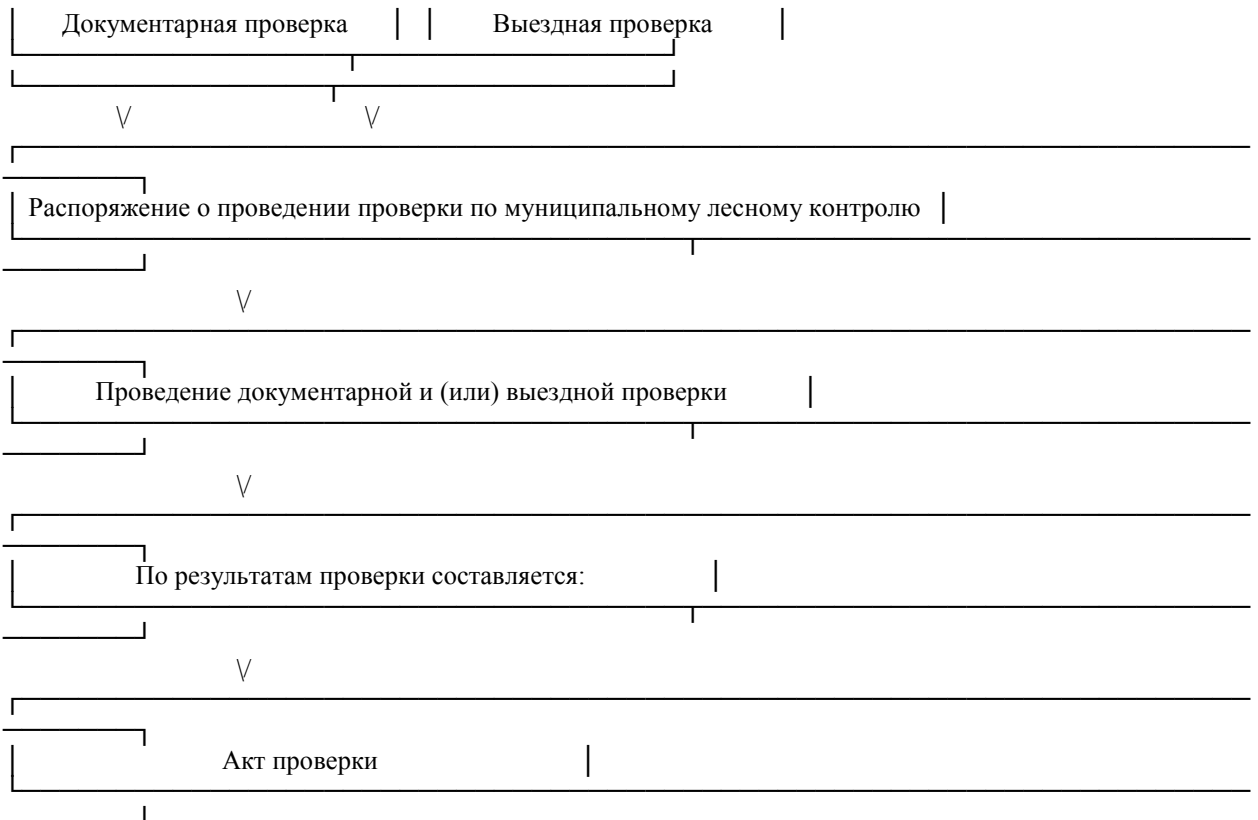 Документарная проверка Выездная проверка
Распоряжение о проведении проверки по муниципальному лесному контролю
Проведение документарной и (или) выездной проверки
По результатам проверки составляется:
Акт проверки